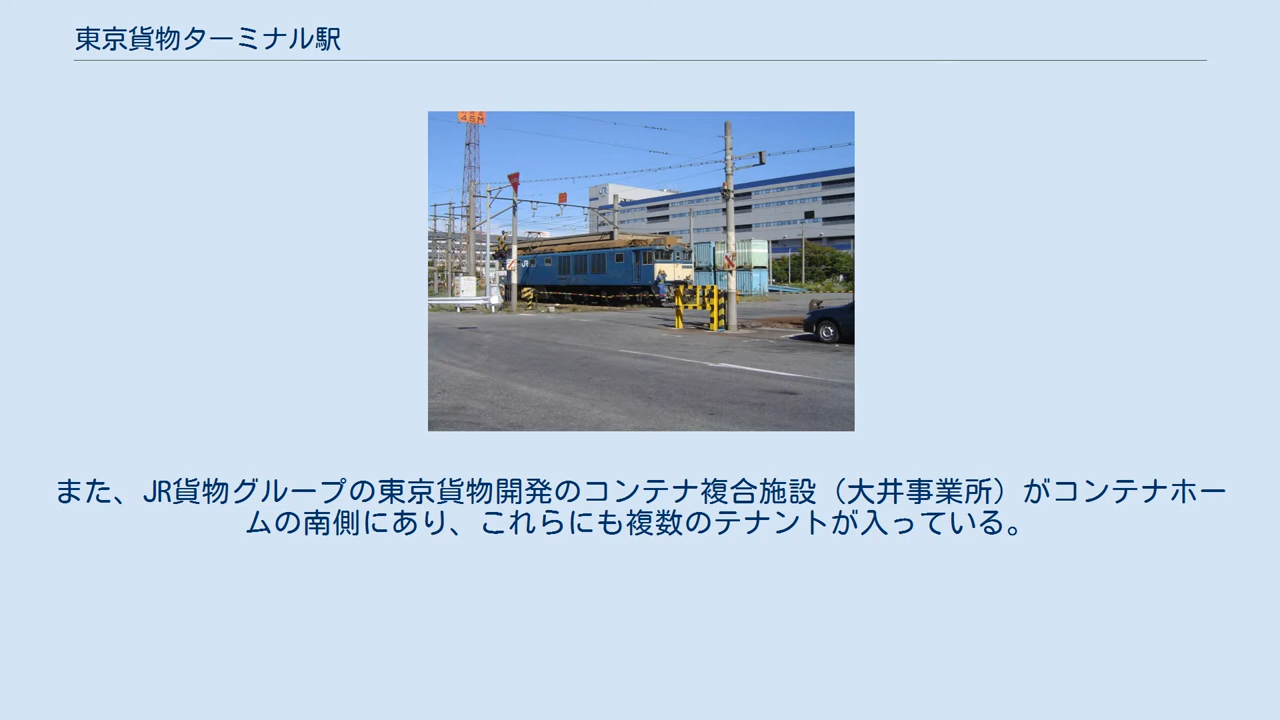 東京貨物ターミナル駅
45M
JR
また、JR貨物グループの東京貨物開発のコンテナ複合施設（大井事業所）がコンテナホー
ムの南側にあり、これらにも複数のテナントが入っている。